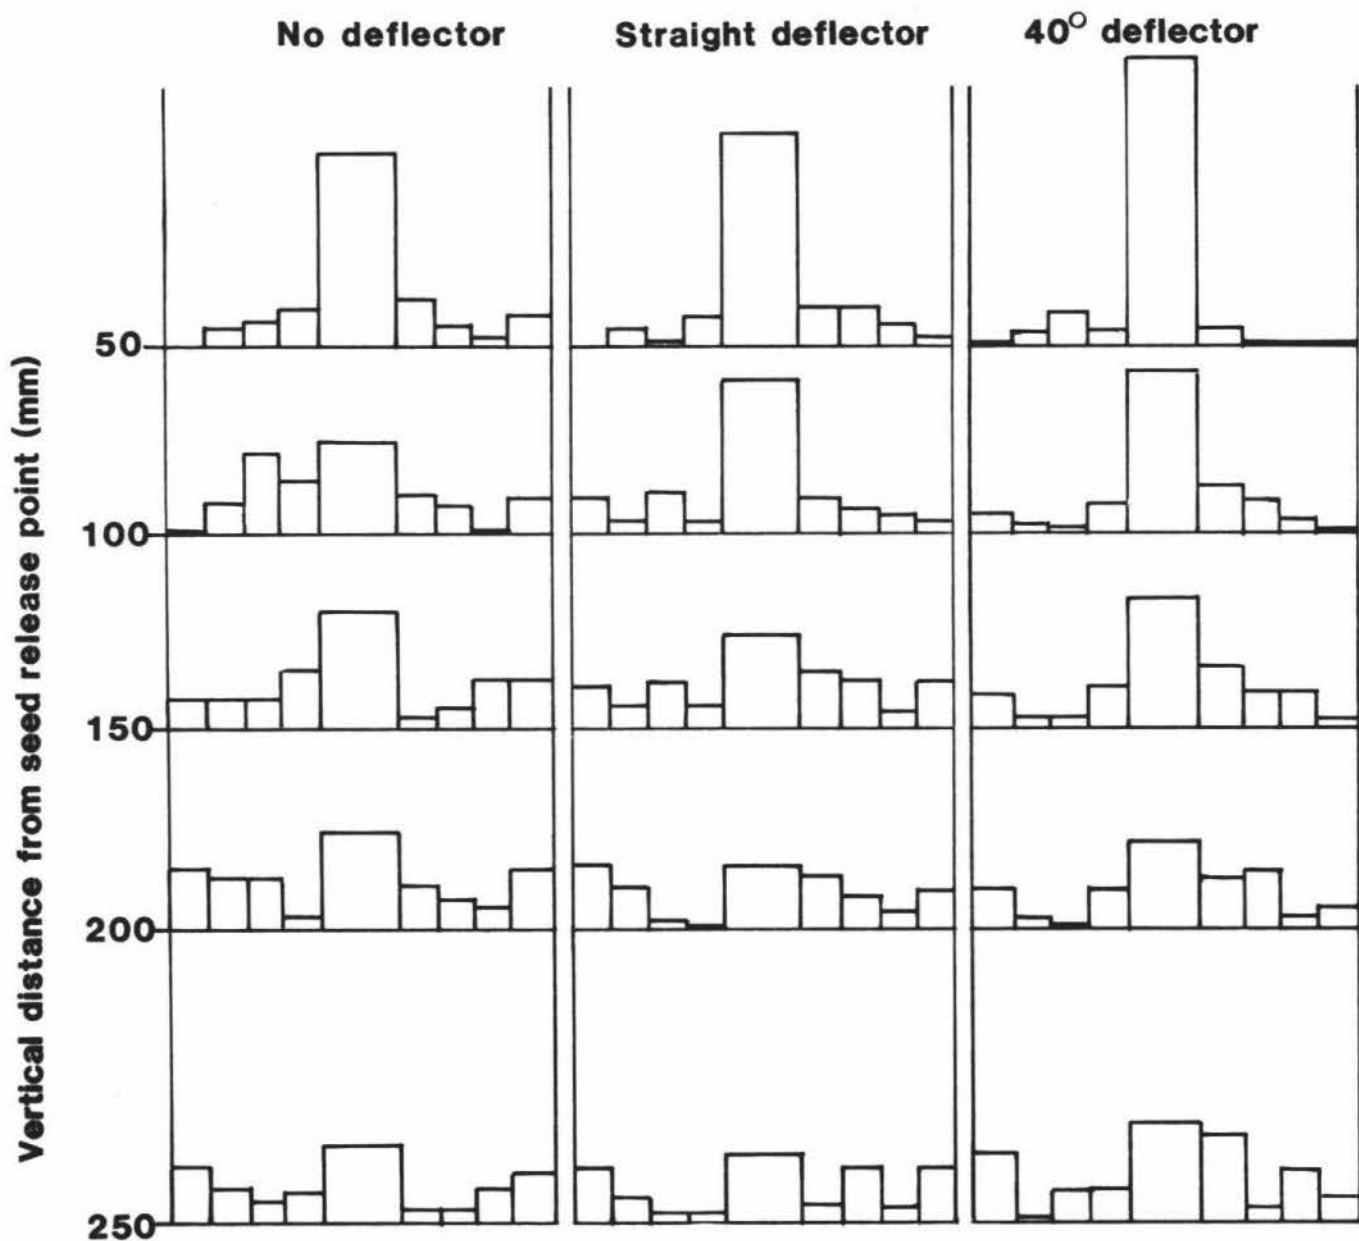 No deflector
Straight deflector
40° deflector
Vertical distance from seed release point (mm)
50
100
150
200
250